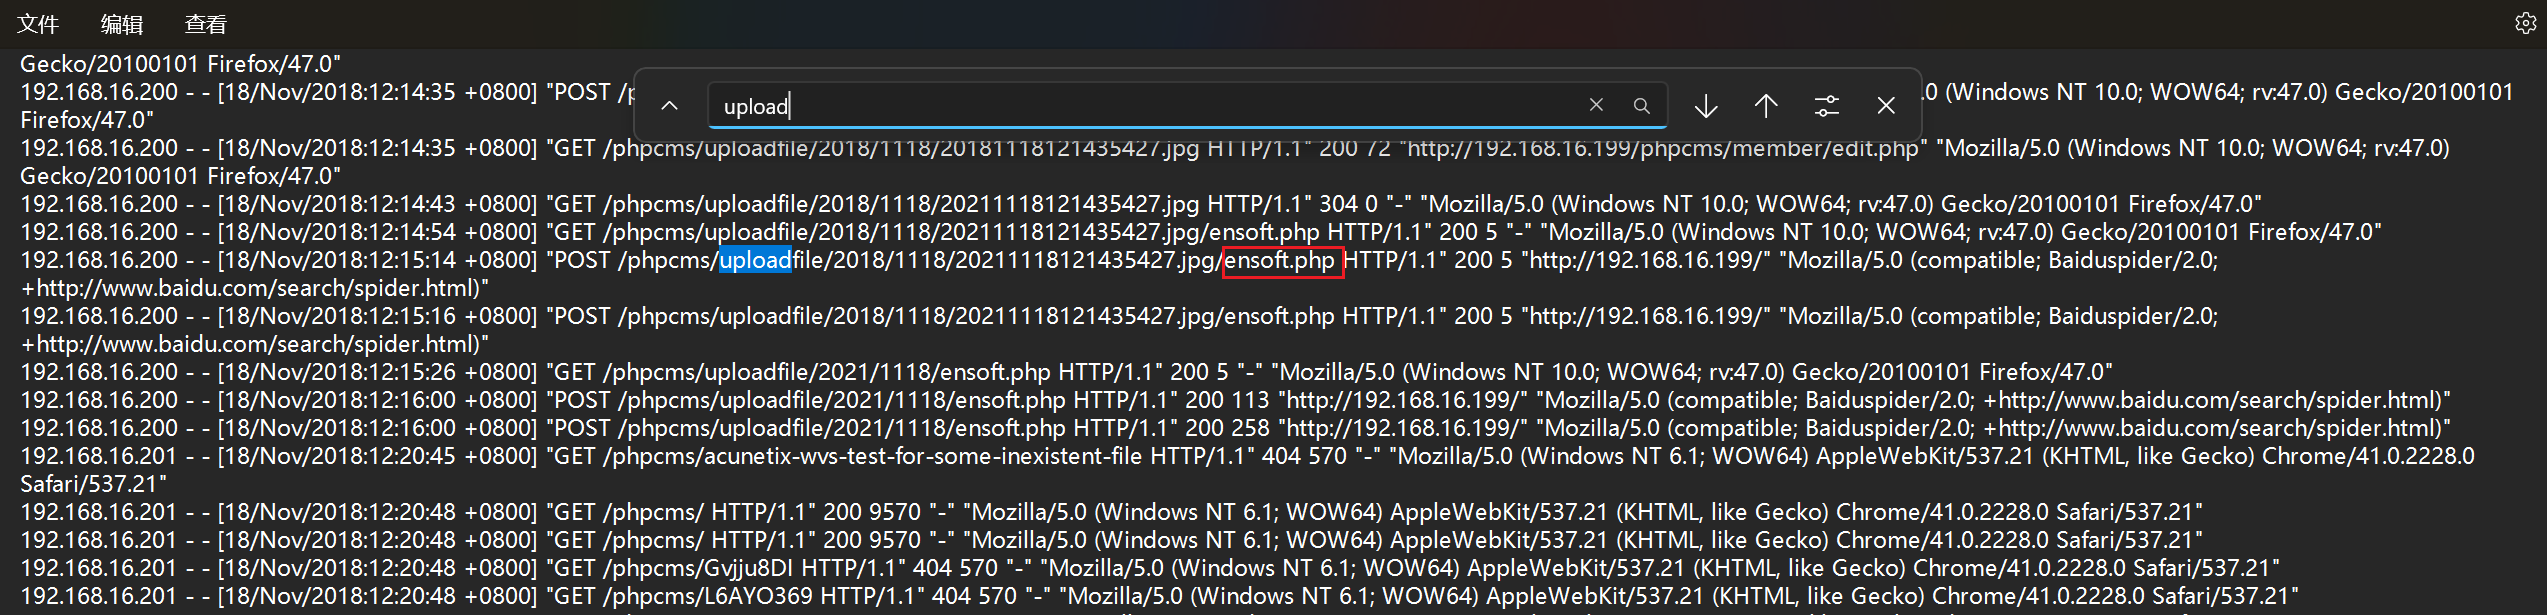 文件 编辑 查看
Gecko/20100101 Firefox/47.0"
upload
192.168.16.200 - - [18/Nov/2018:12:14:35 +0800] "POST /p .0 (Windows NT 10.0; WOW64; rv:47.0) Gecko/20100101
Firefox/47.0"
192.168.16.200 - - [18/Nov/2018:12:14:35 +0800] "GET /phpcms/uploadfile/2018/1118/20181118121435427.jpg HTTP/1.1" 200 72 "http://192.168.16.199/phpcms/member/edit.php" "Mozilla/5.0 (Windows NT 10.0; WOW64; rv:47.0)
Gecko/20100101 Firefox/47.0"
192.168.16.200 - - [18/Nov/2018:12:14:43 +0800] "GET /phpcms/uploadfile/2018/1118/20211118121435427.jpg HTTP/1.1" 304 0 "-" "Mozilla/5.0 (Windows NT 10.0; WOW64; rv:47.0) Gecko/20100101 Firefox/47.0"
192.168.16.200 - - [18/Nov/2018:12:14:54 +0800] "GET /phpcms/uploadfile/2018/1118/20211118121435427.jpg/ensoft.php HTTP/1.1" 200 5 "-" "Mozilla/5.0 (Windows NT 10.0; WOW64; rv:47.0) Gecko/20100101 Firefox/47.0"
192.168.16.200 - - [18/Nov/2018:12:15:14 +0800] "POST /phpcms/uploadfile/2018/1118/20211118121435427.jpg/ensoft.php HTTP/1.1" 200 5 "http://192.168.16.199/" "Mozilla/5.0 (compatible; Baiduspider/2.0;
+http://www.baidu.com/search/spider.html)"
192.168.16.200 - - [18/Nov/2018:12:15:16 +0800] "POST /phpcms/uploadfile/2018/1118/20211118121435427.jpg/ensoft.php HTTP/1.1" 200 5 "http://192.168.16.199/" "Mozilla/5.0 (compatible; Baiduspider/2.0;
+http://www.baidu.com/search/spider.html)"
192.168.16.200 - - [18/Nov/2018:12:15:26 +0800] "GET /phpcms/uploadfile/2021/1118/ensoft.php HTTP/1.1" 200 5 "-" "Mozilla/5.0 (Windows NT 10.0; WOW64; rv:47.0) Gecko/20100101 Firefox/47.0"
192.168.16.200 - - [18/Nov/2018:12:16:00 +0800] "POST /phpcms/uploadfile/2021/1118/ensoft.php HTTP/1.1" 200 113 "http://192.168.16.199/" "Mozilla/5.0 (compatible; Baiduspider/2.0; +http://www.baidu.com/search/spider.html)"
192.168.16.200 - - [18/Nov/2018:12:16:00 +0800] "POST /phpcms/uploadfile/2021/1118/ensoft.php HTTP/1.1" 200 258 "http://192.168.16.199/" "Mozilla/5.0 (compatible; Baiduspider/2.0; +http://www.baidu.com/search/spider.html)"
192.168.16.201 - - [18/Nov/2018:12:20:45 +0800] "GET /phpcms/acunetix-wvs-test-for-some-inexistent-file HTTP/1.1" 404 570 "-" "Mozilla/5.0 (Windows NT 6.1; WOW64) AppleWebKit/537.21 (KHTML, like Gecko) Chrome/41.0.2228.0
Safari/537.21"
192.168.16.201 - - [18/Nov/2018:12:20:48 +0800] "GET /phpcms/ HTTP/1.1" 200 9570 "-" "Mozilla/5.0 (Windows NT 6.1; WOW64) AppleWebKit/537.21 (KHTML, like Gecko) Chrome/41.0.2228.0 Safari/537.21"
192.168.16.201 - - [18/Nov/2018:12:20:48 +0800] "GET /phpcms/ HTTP/1.1" 200 9570 "-" "Mozilla/5.0 (Windows NT 6.1; WOW64) AppleWebKit/537.21 (KHTML, like Gecko) Chrome/41.0.2228.0 Safari/537.21"
192.168.16.201 - - [18/Nov/2018:12:20:48 +0800] "GET /phpcms/Gvjju8DI HTTP/1.1" 404 570 "-" "Mozilla/5.0 (Windows NT 6.1; WOW64) AppleWebKit/537.21 (KHTML, like Gecko) Chrome/41.0.2228.0 Safari/537.21"
192.168.16.201 - - [18/Nov/2018:12:20:48 +0800] "GET /phpcms/L6AYO369 HTTP/1.1" 404 570 "-" "Mozilla/5.0 (Windows NT 6.1; WOW64) AppleWebKit/537.21 (KHTML, like Gecko) Chrome/41.0.2228.0 Safari/537.21"